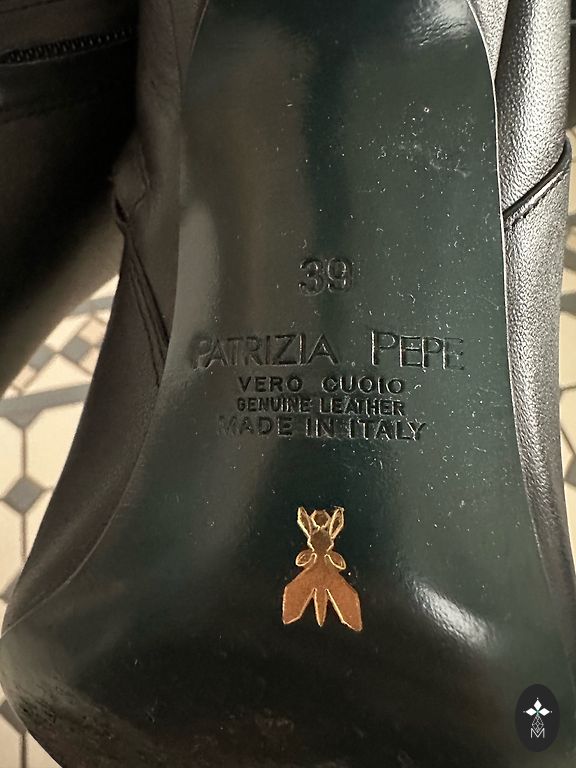 39
PATRIZIA PEPE
VERO CUOIO
GENUINE LEATHER
MADE IN ITALY
M